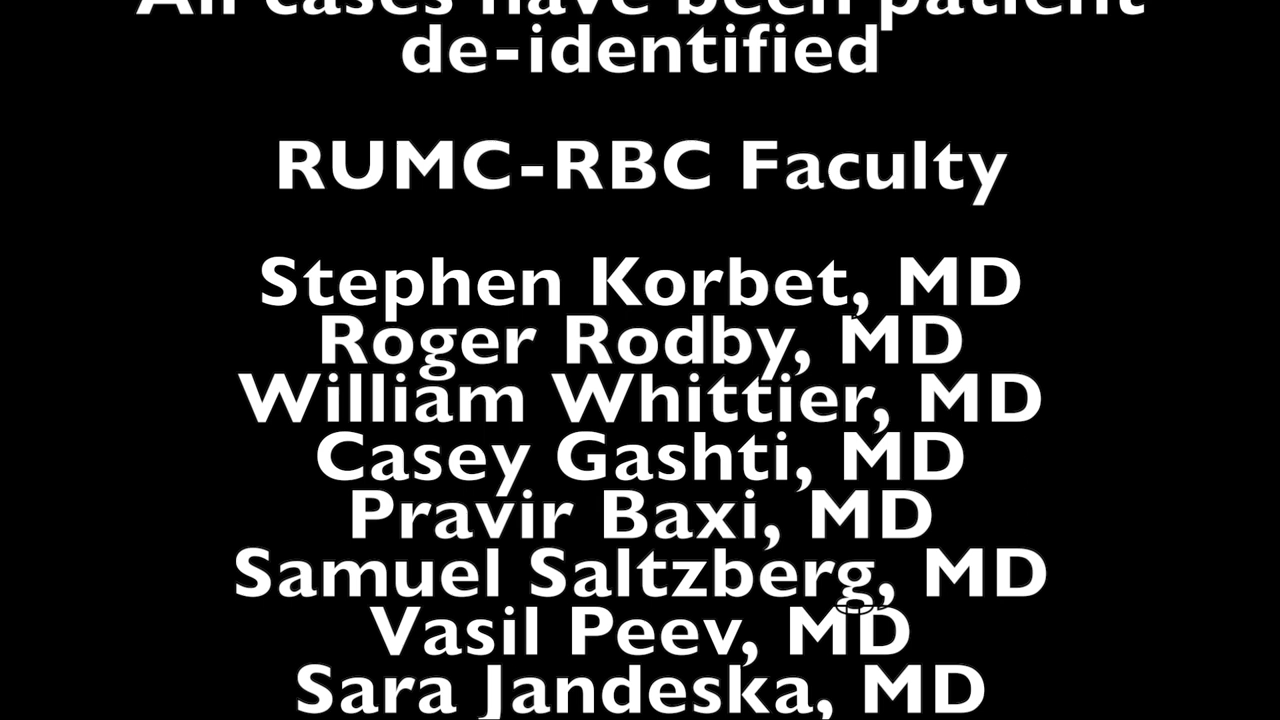 All cases have been patient
de-identified
RUMC-RBC Faculty
Stephen Korbet, MD
Roger Rodby, MD
William Whittier, MD
Casey Gashti, MD
Pravir Baxi, MD
Samuel Saltzberg, MD
Vasil Peev, MD
Sara Jandeska, MD